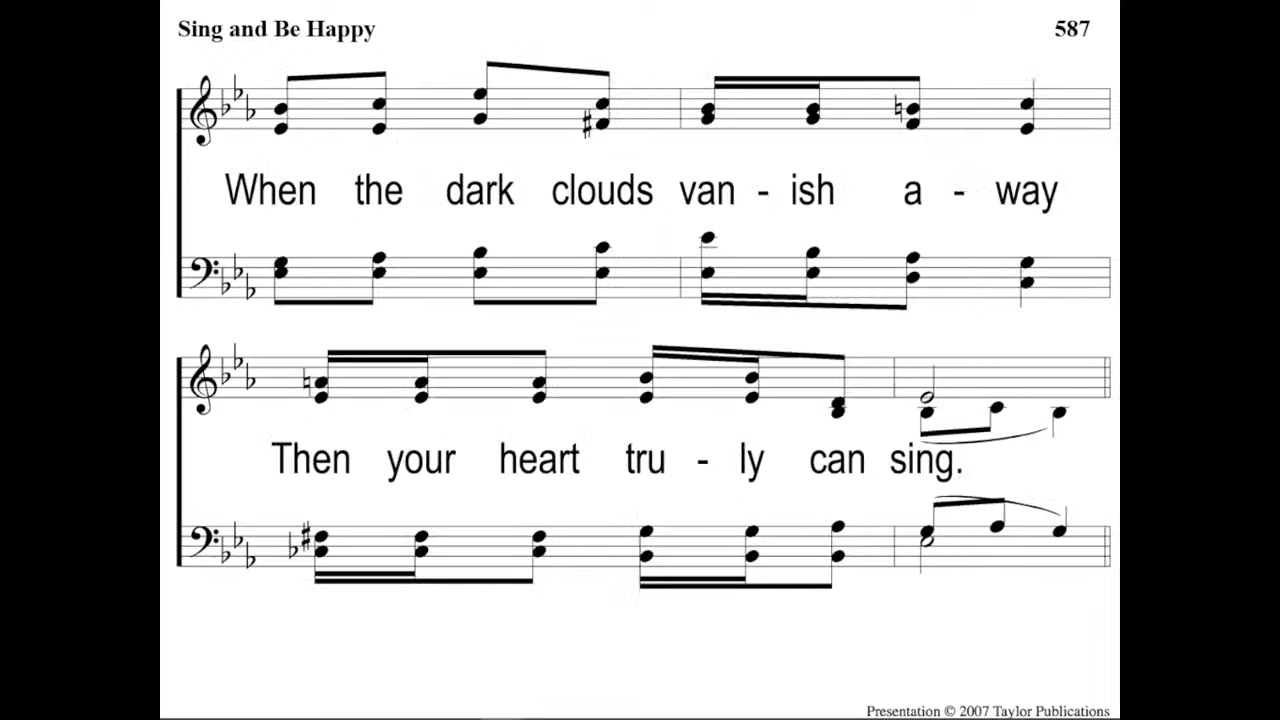 Sing and Be Happy 587
When the dark clouds van - ish a - way
Then your heart tru - ly can sing.
Presentation © 2007 Taylor Publications